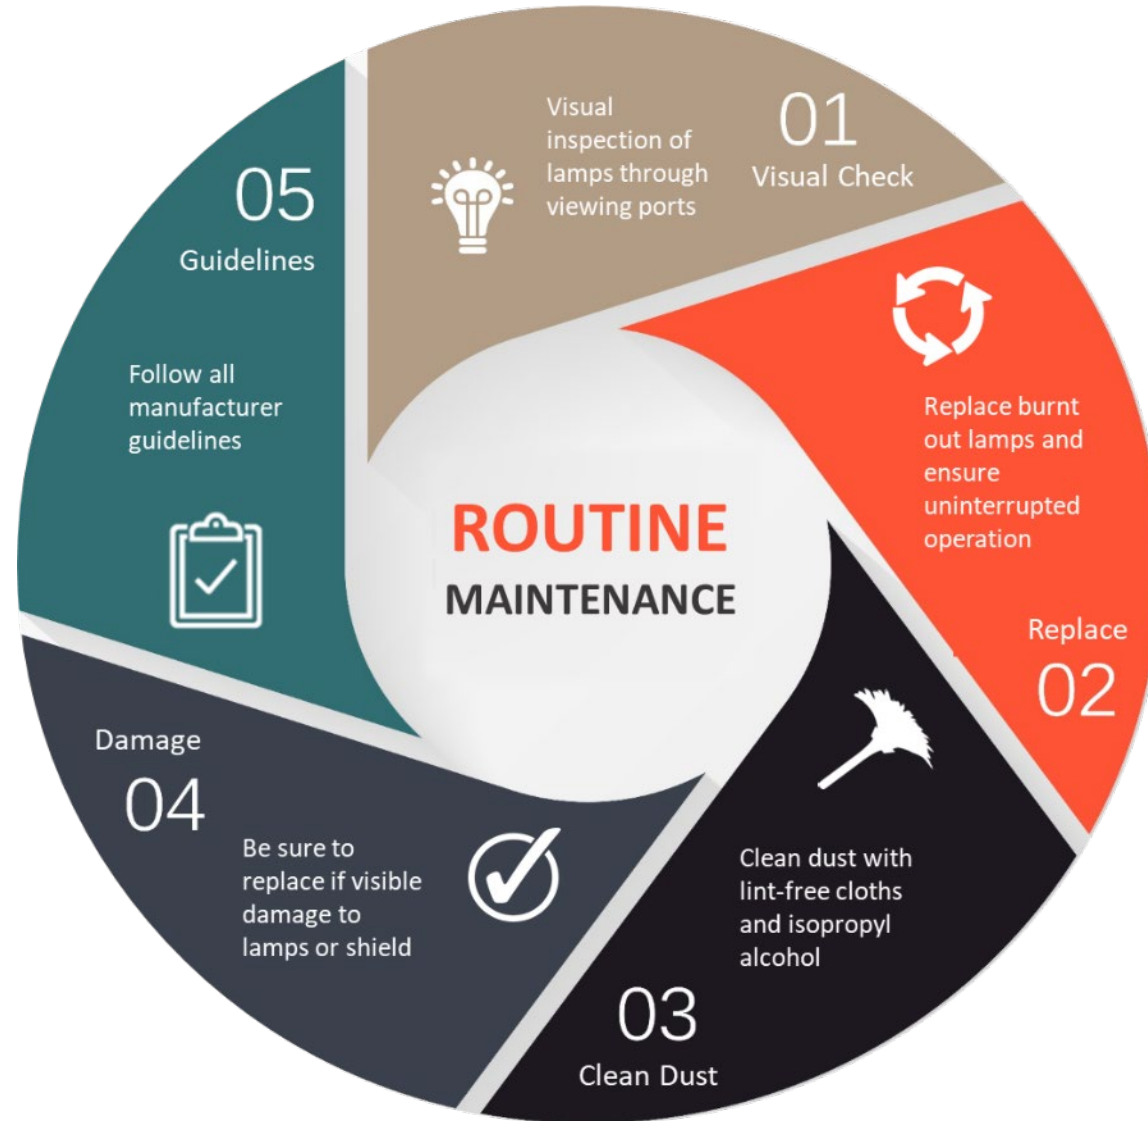 ROUTINE
MAINTENANCE
01
Visual Check
Visual
inspection of
lamps through
viewing ports
Replace burnt
out lamps and
ensure
uninterrupted
operation
Replace
02
Clean dust with
lint-free cloths
and isopropyl
alcohol
03
Clean Dust
Damage
04
Be sure to
replace if visible
damage to
lamps or shield
05
Guidelines
Follow all
manufacturer
guidelines